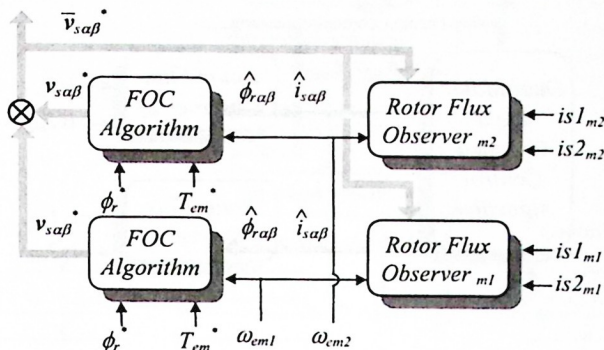 v̅sαβ*
vsαβ* FOC Algorithm ϕ̂rαβ îsαβ Rotor Flux Observer m2 is1m2
is2m2
ϕr* Tem*
vsαβ* FOC Algorithm ϕ̂rαβ îsαβ Rotor Flux Observer m1 is1m1
is2m1
ϕr* Tem* ωem1 ωem2